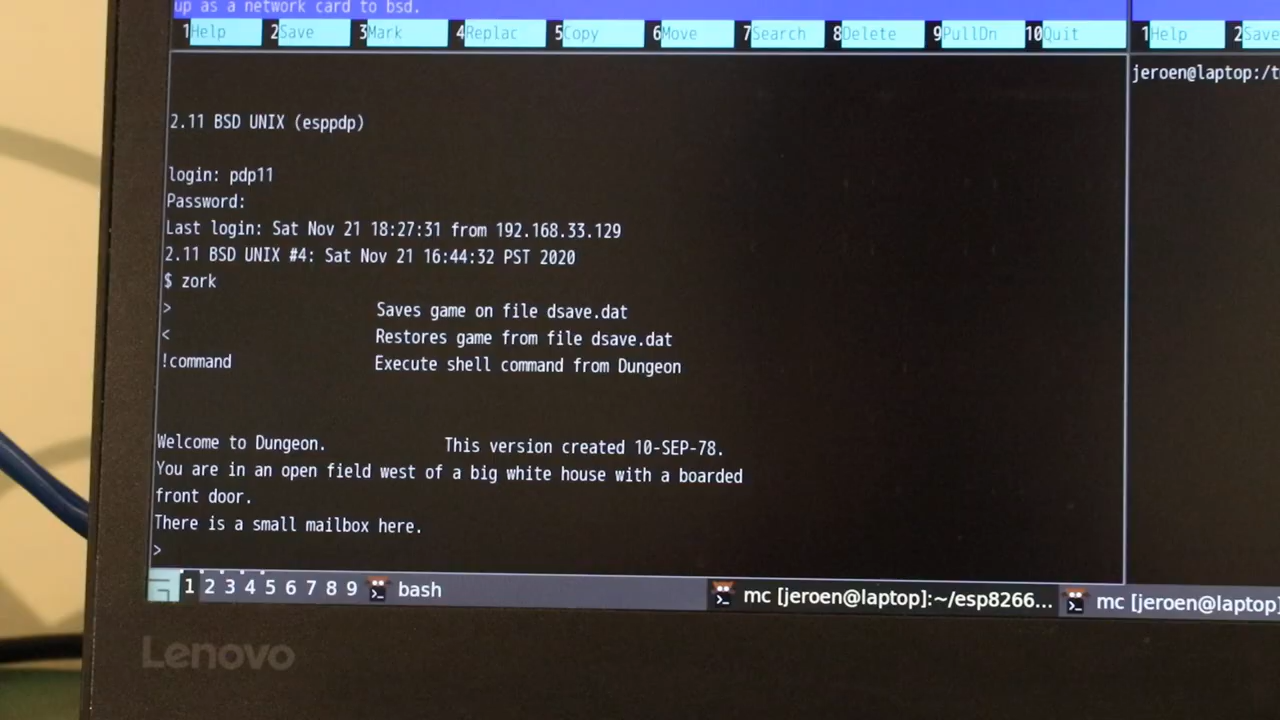 up as a network card to bsd.
1Help 2Save 3Mark 4Replac 5Copy 6Move 7Search 8Delete 9PullDn 10Quit 1Help 2Save
jeroen@laptop:/t
2.11 BSD UNIX (esppdp)
login: pdp11
Password:
Last login: Sat Nov 21 18:27:31 from 192.168.33.129
2.11 BSD UNIX #4: Sat Nov 21 16:44:32 PST 2020
$ zork
> Saves game on file dsave.dat
< Restores game from file dsave.dat
!command Execute shell command from Dungeon
Welcome to Dungeon. This version created 10-SEP-78.
You are in an open field west of a big white house with a boarded
front door.
There is a small mailbox here.
>
1 2 3 4 5 6 7 8 9 bash mc [jeroen@laptop]:~/esp8266... mc [jeroen@laptop]
Lenovo